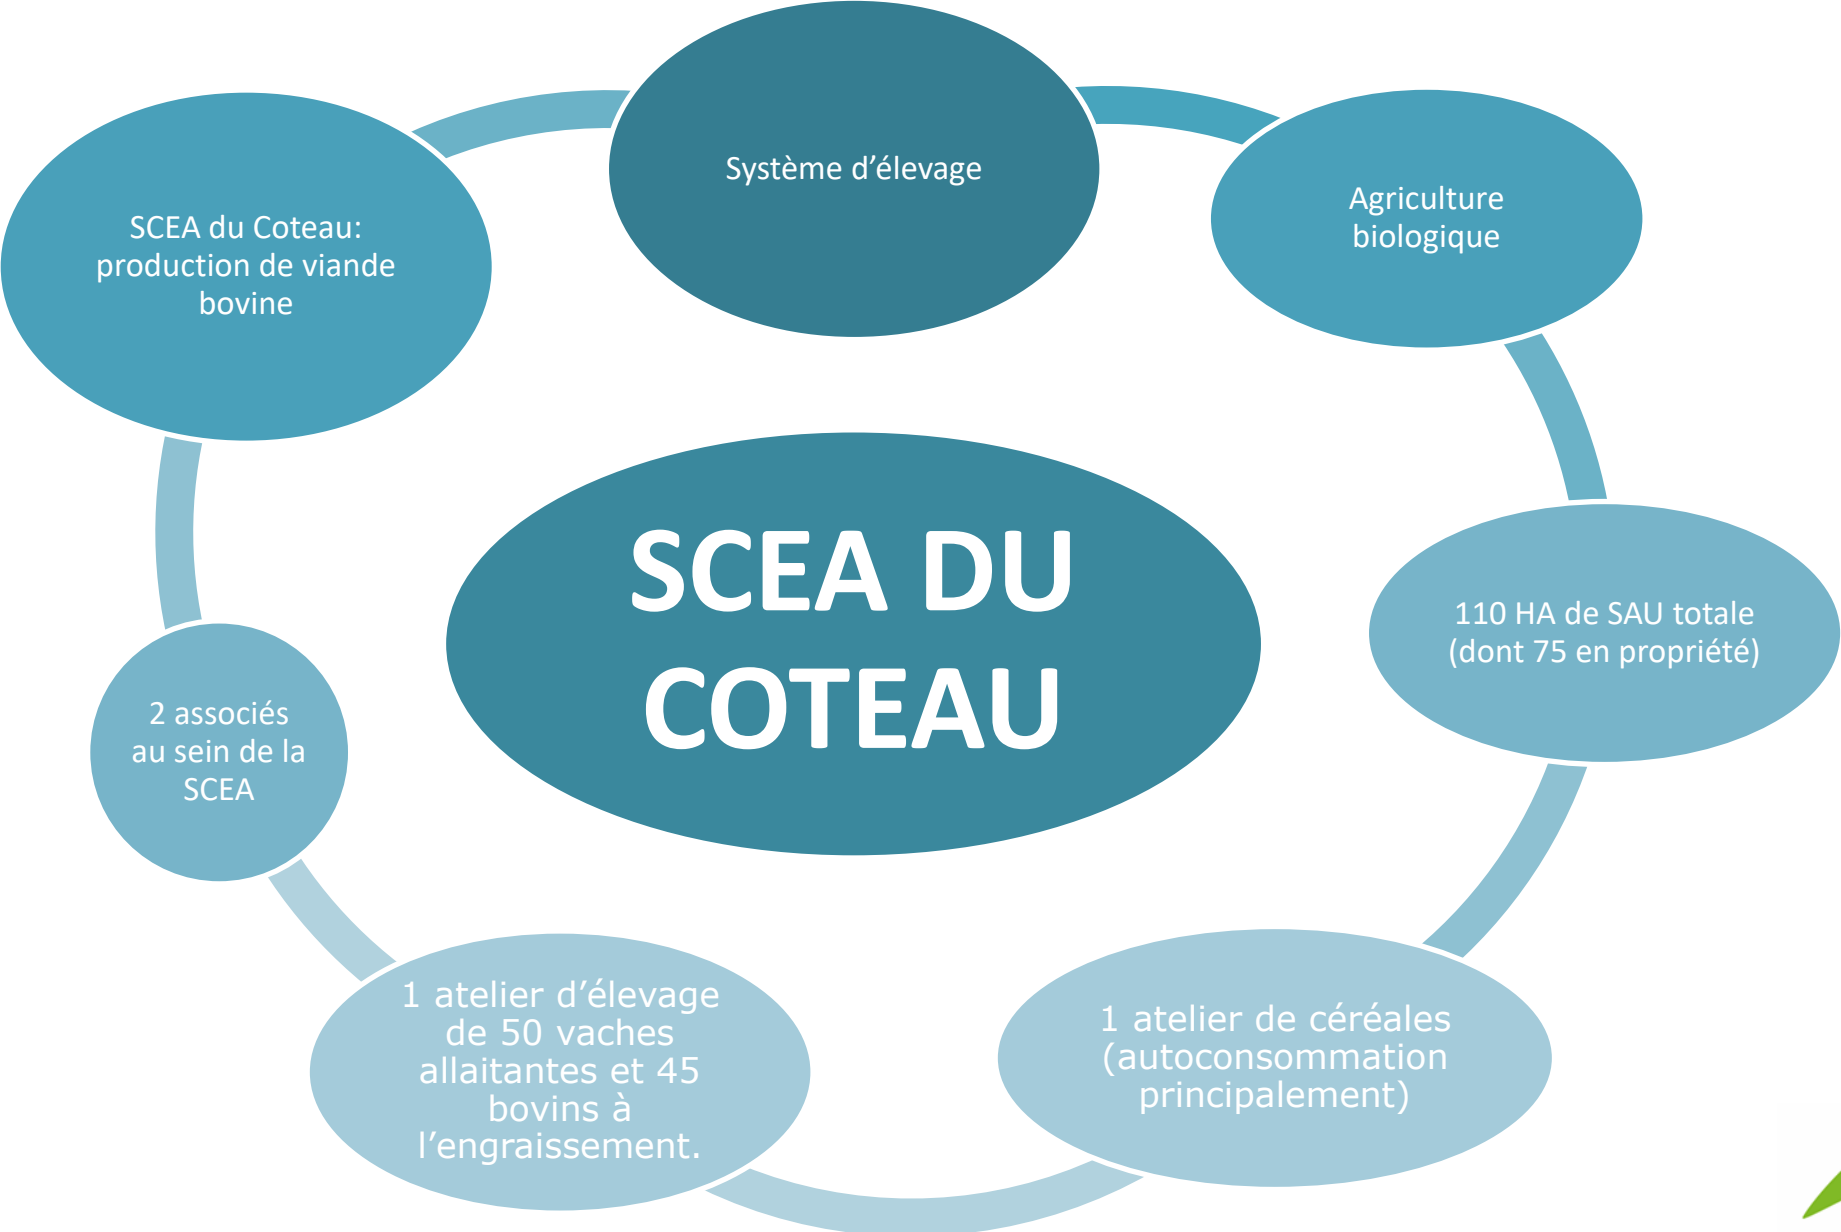 Système d’élevage
Agriculture
biologique
110 HA de SAU totale
(dont 75 en propriété)
1 atelier de céréales
(autoconsommation
principalement)
1 atelier d’élevage
de 50 vaches
allaitantes et 45
bovins à
l’engraissement.
2 associés
au sein de la
SCEA
SCEA du Coteau:
production de viande
bovine
SCEA DU
COTEAU